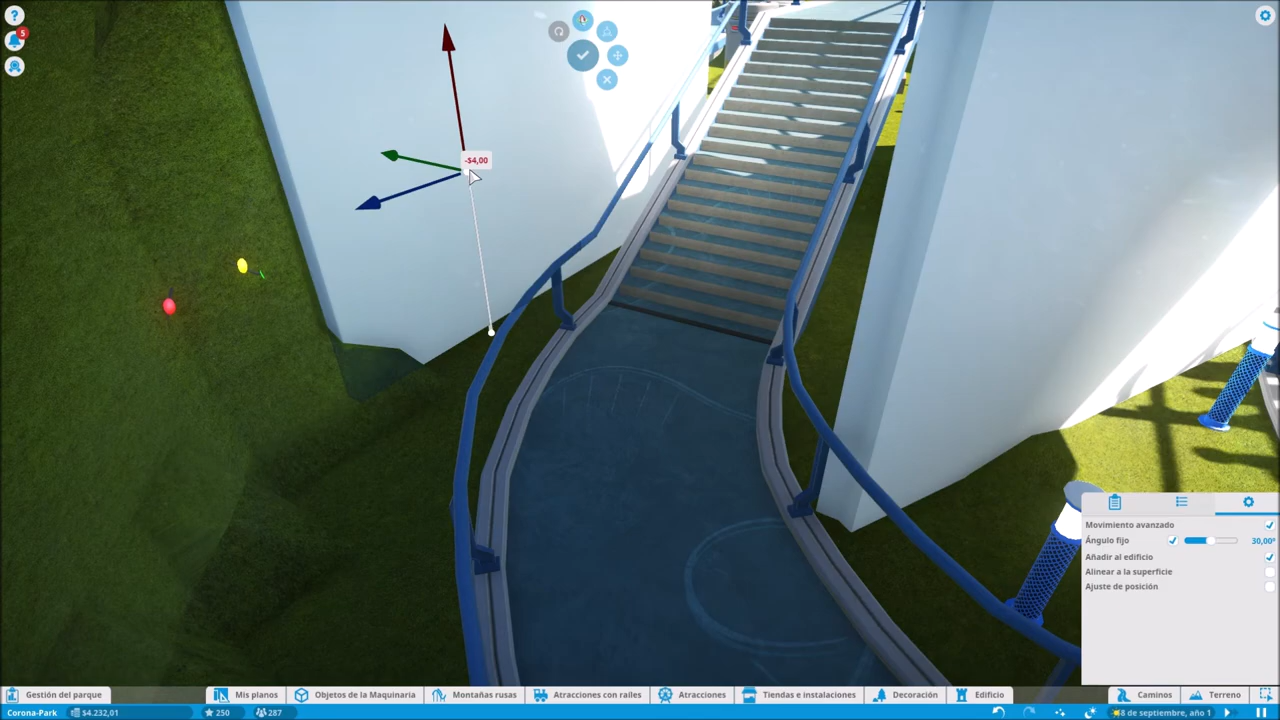 ?
5
-$4,00
Movimiento avanzado
Ángulo fijo 30,00°
Añadir al edificio
Alinear a la superficie
Ajuste de posición
Gestión del parque Mis planos Objetos de la Maquinaria Montañas rusas Atracciones con raíles Atracciones Tiendas e instalaciones Decoración Edificio Caminos Terreno
Corona-Park $4.232,01 250 287 8 de septiembre, año 1